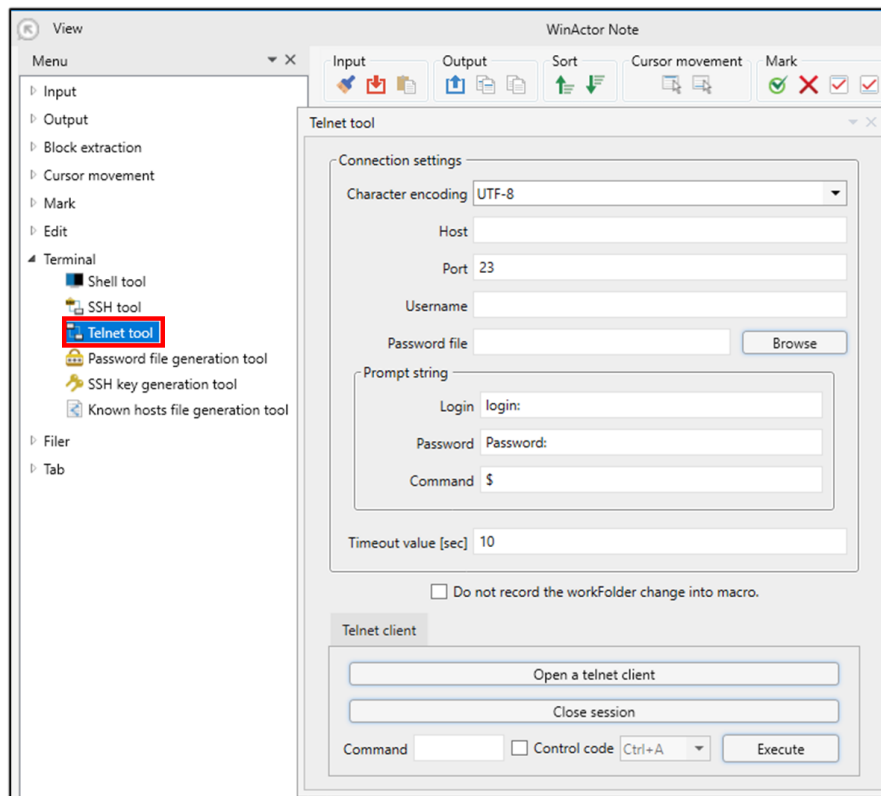 View
WinActor Note
Menu
Input
Output
Block extraction
Cursor movement
Mark
Edit
Terminal
Shell tool
SSH tool
Telnet tool
Password file generation tool
SSH key generation tool
Known hosts file generation tool
Filer
Tab
Input Output Sort Cursor movement Mark
Telnet tool
Connection settings
Character encoding UTF-8
Host
Port 23
Username
Password file Browse
Prompt string
Login login:
Password Password:
Command $
Timeout value [sec] 10
Do not record the workFolder change into macro.
Telnet client
Open a telnet client
Close session
Command Control code Ctrl+A Execute